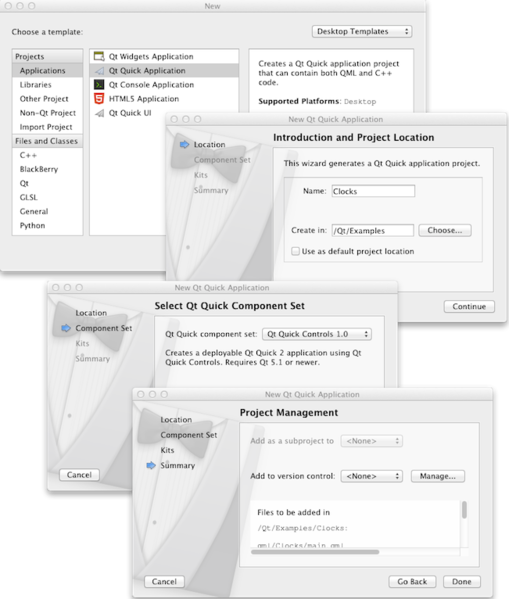 New
Choose a template:
Desktop Templates
Projects
Applications
Libraries
Other Project
Non-Qt Project
Import Project
Files and Classes
C++
BlackBerry
Qt
GLSL
General
Python
Qt Widgets Application
Qt Quick Application
Qt Console Application
HTML5 Application
Qt Quick UI
Creates a Qt Quick application project
that can contain both QML and C++
code.
Supported Platforms: Desktop
New Qt Quick Application
Location
Component Set
Kits
Summary
Introduction and Project Location
This wizard generates a Qt Quick application project.
Name: Clocks
Create in: /Qt/Examples Choose...
Use as default project location
Continue
New Qt Quick Application
Location
Component Set
Kits
Summary
Select Qt Quick Component Set
Qt Quick component set: Qt Quick Controls 1.0
Creates a deployable Qt Quick 2 application using Qt
Quick Controls. Requires Qt 5.1 or newer.
Cancel
New Qt Quick Application
Location
Component Set
Kits
Summary
Project Management
Add as a subproject to <None>
Add to version control: <None> Manage...
Files to be added in
/Qt/Examples/Clocks:
qml/Clocks/main.qml
Cancel
Go Back Done